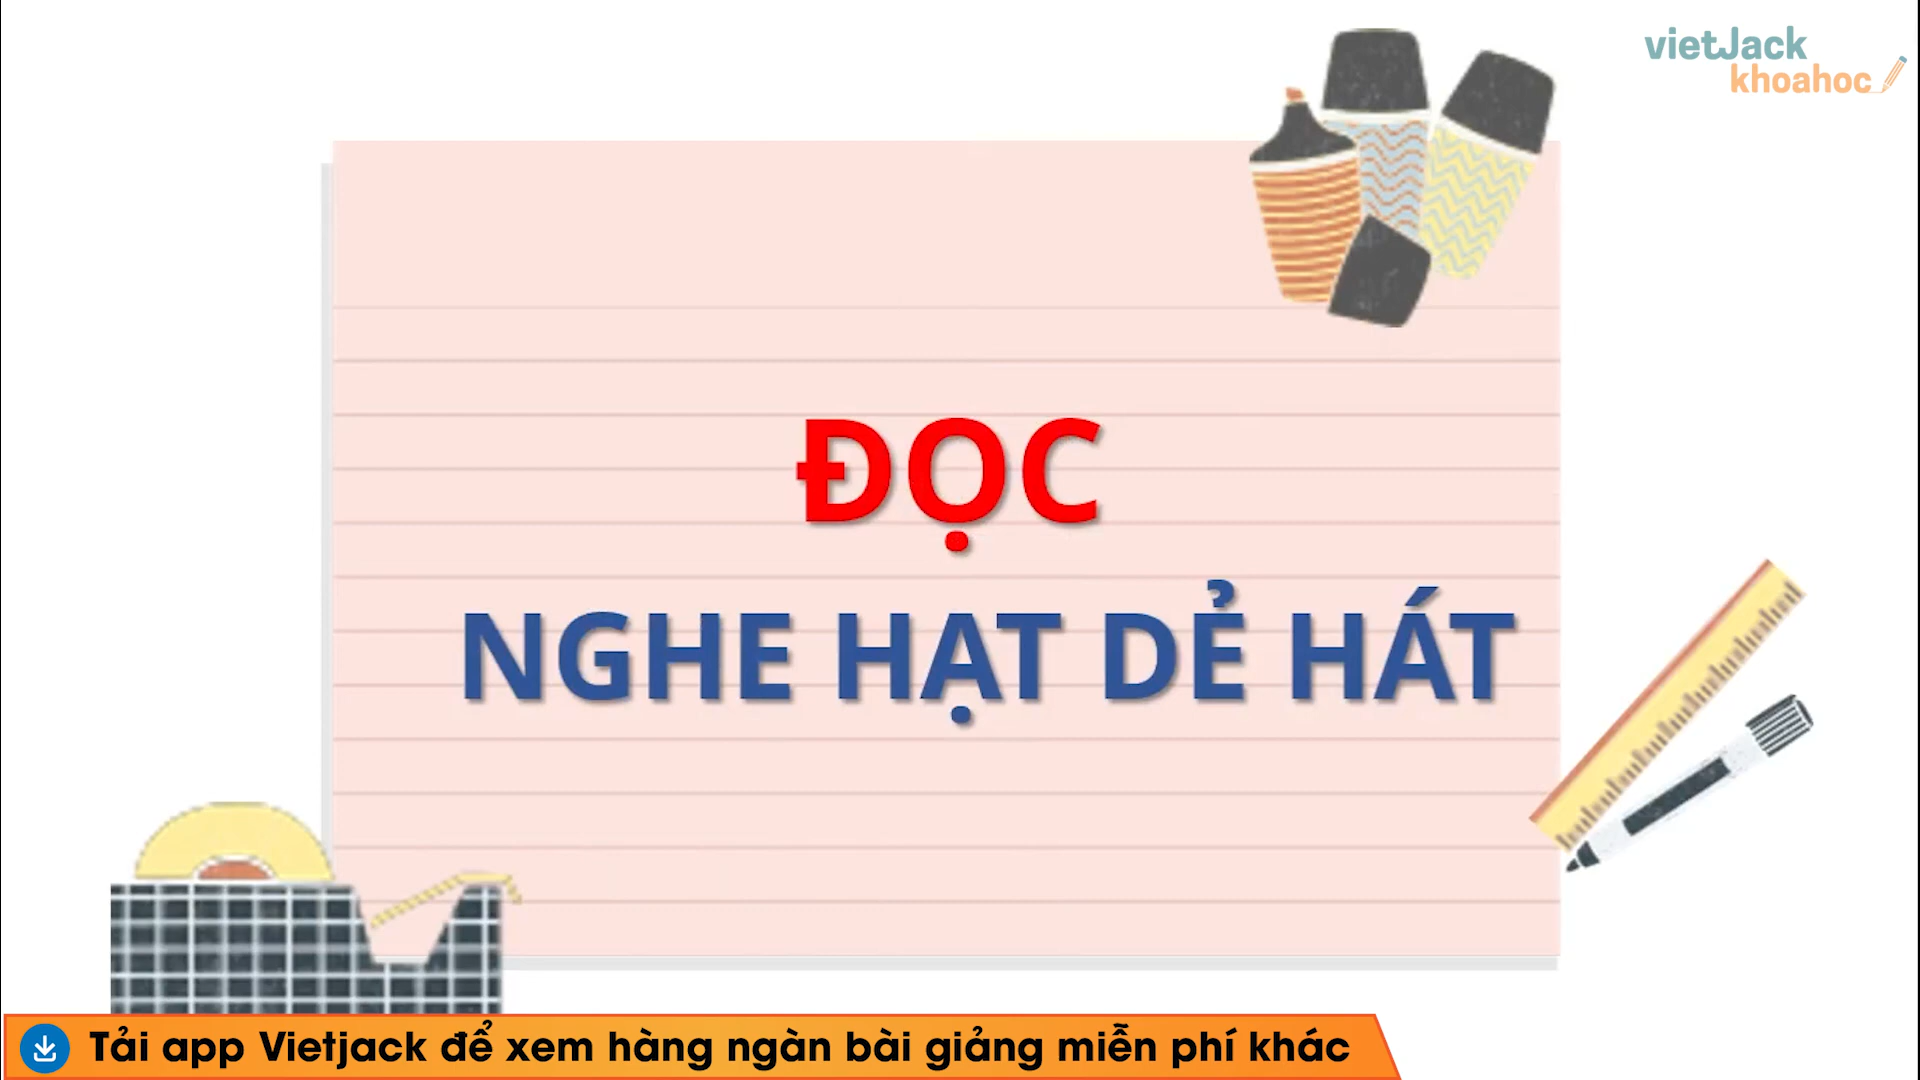 vietJack
khoahoc
ĐỌC
NGHE HẠT DẺ HÁT
Tải app Vietjack để xem hàng ngàn bài giảng miễn phí khác